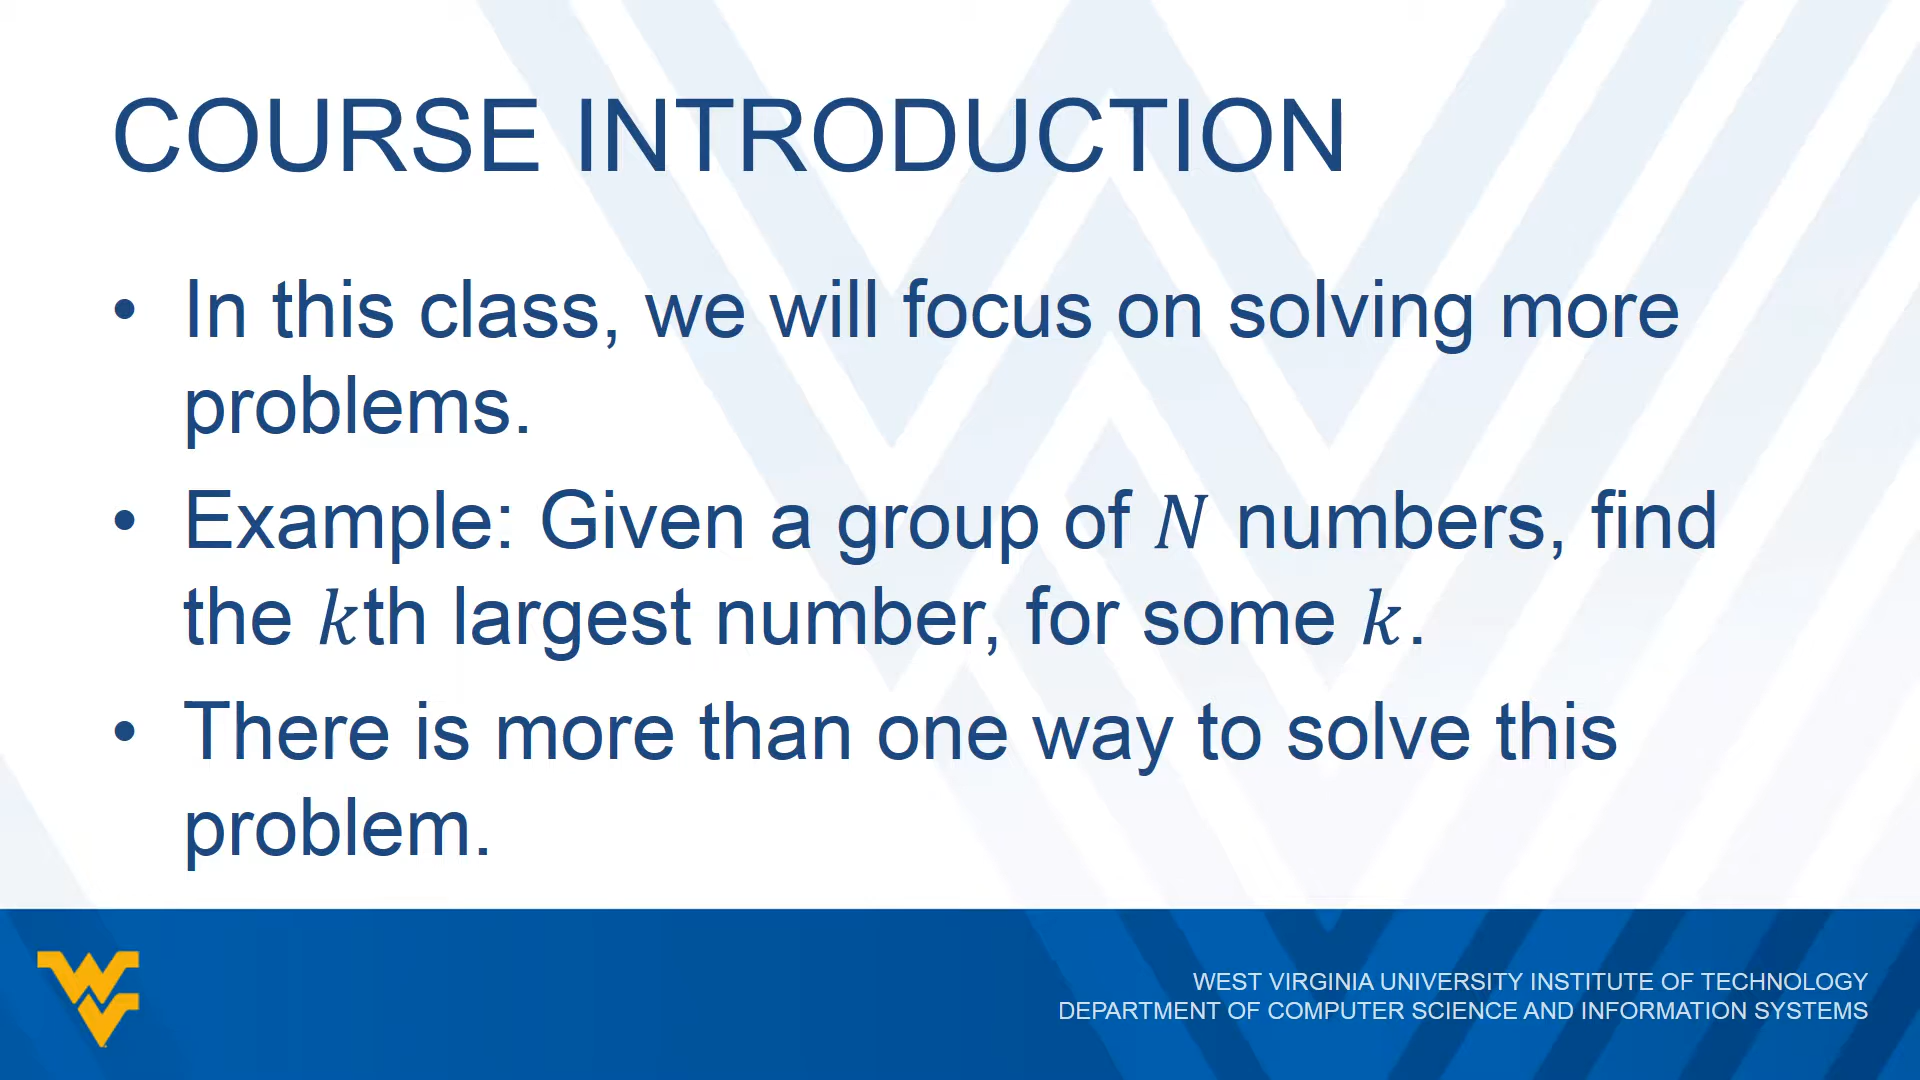 COURSE INTRODUCTION
• In this class, we will focus on solving more
problems.
• Example: Given a group of N numbers, find
the kth largest number, for some k.
• There is more than one way to solve this
problem.
WEST VIRGINIA UNIVERSITY INSTITUTE OF TECHNOLOGY
DEPARTMENT OF COMPUTER SCIENCE AND INFORMATION SYSTEMS